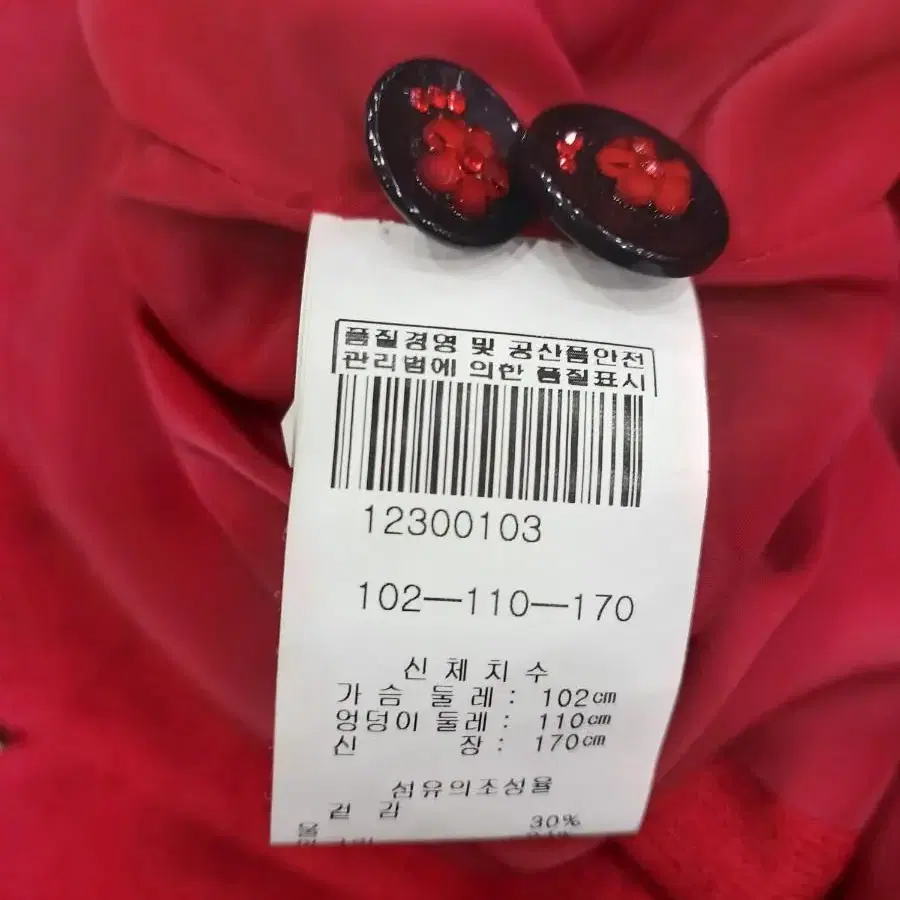 품질경영 및 공산품안전
관리법에 의한 품질표시
12300103
102—110—170
신체치수
가슴 둘레: 102㎝
엉덩이 둘레: 110㎝
신 장: 170㎝
섬유의조성율
겉 감
울 30%